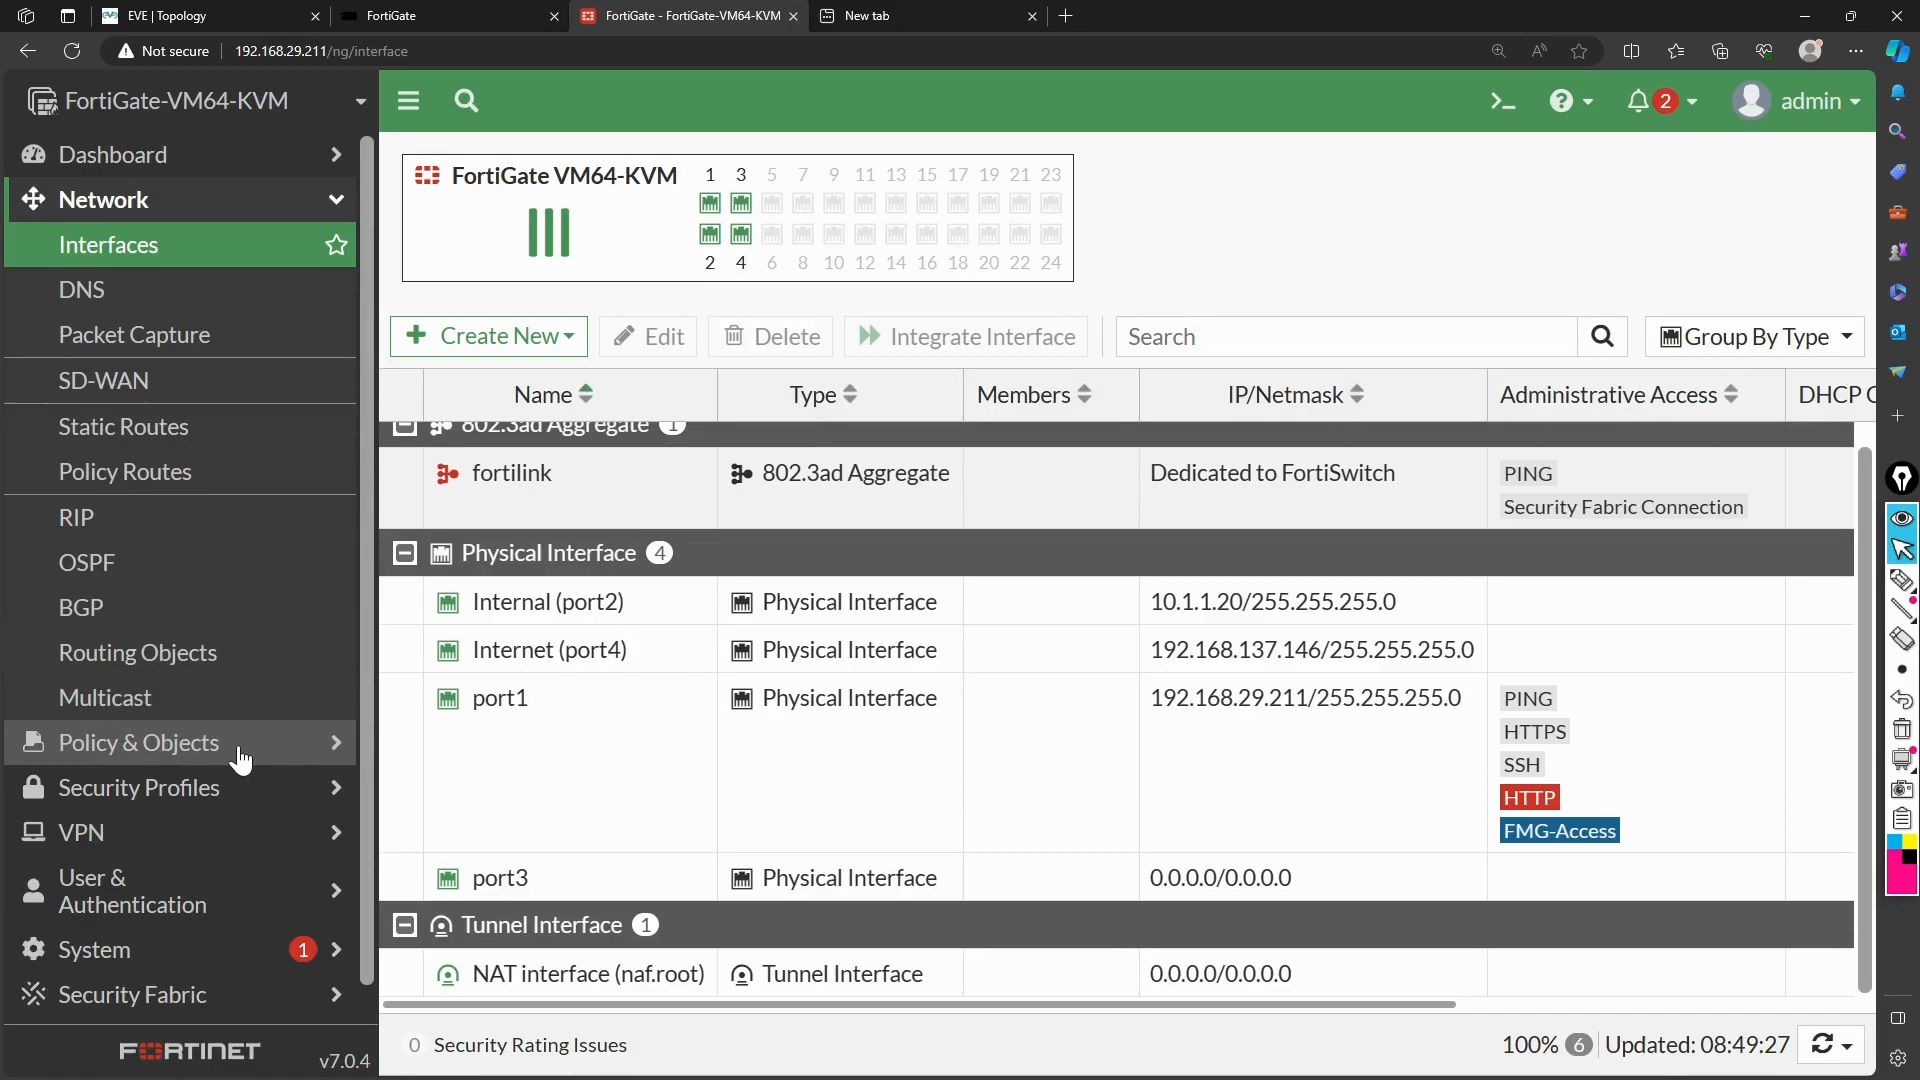 EVE | Topology
FortiGate
FortiGate - FortiGate-VM64-KVM
New tab
Not secure
192.168.29.211/ng/interface
FortiGate-VM64-KVM
2
admin
Dashboard
Network
Interfaces
DNS
Packet Capture
SD-WAN
Static Routes
Policy Routes
RIP
OSPF
BGP
Routing Objects
Multicast
Policy & Objects
Security Profiles
VPN
User &
Authentication
System 1
Security Fabric
FORTINET
v7.0.4
FortiGate VM64-KVM
1 3 5 7 9 11 13 15 17 19 21 23
2 4 6 8 10 12 14 16 18 20 22 24
Create New Edit Delete Integrate Interface Search Group By Type
Name Type Members IP/Netmask Administrative Access DHCP
802.3ad Aggregate 1
fortilink 802.3ad Aggregate Dedicated to FortiSwitch PING
Security Fabric Connection
Physical Interface 4
Internal (port2) Physical Interface 10.1.1.20/255.255.255.0
Internet (port4) Physical Interface 192.168.137.146/255.255.255.0
port1 Physical Interface 192.168.29.211/255.255.255.0 PING
HTTPS
SSH
HTTP
FMG-Access
port3 Physical Interface 0.0.0.0/0.0.0.0
Tunnel Interface 1
NAT interface (naf.root) Tunnel Interface 0.0.0.0/0.0.0.0
0 Security Rating Issues
100% 6 Updated: 08:49:27